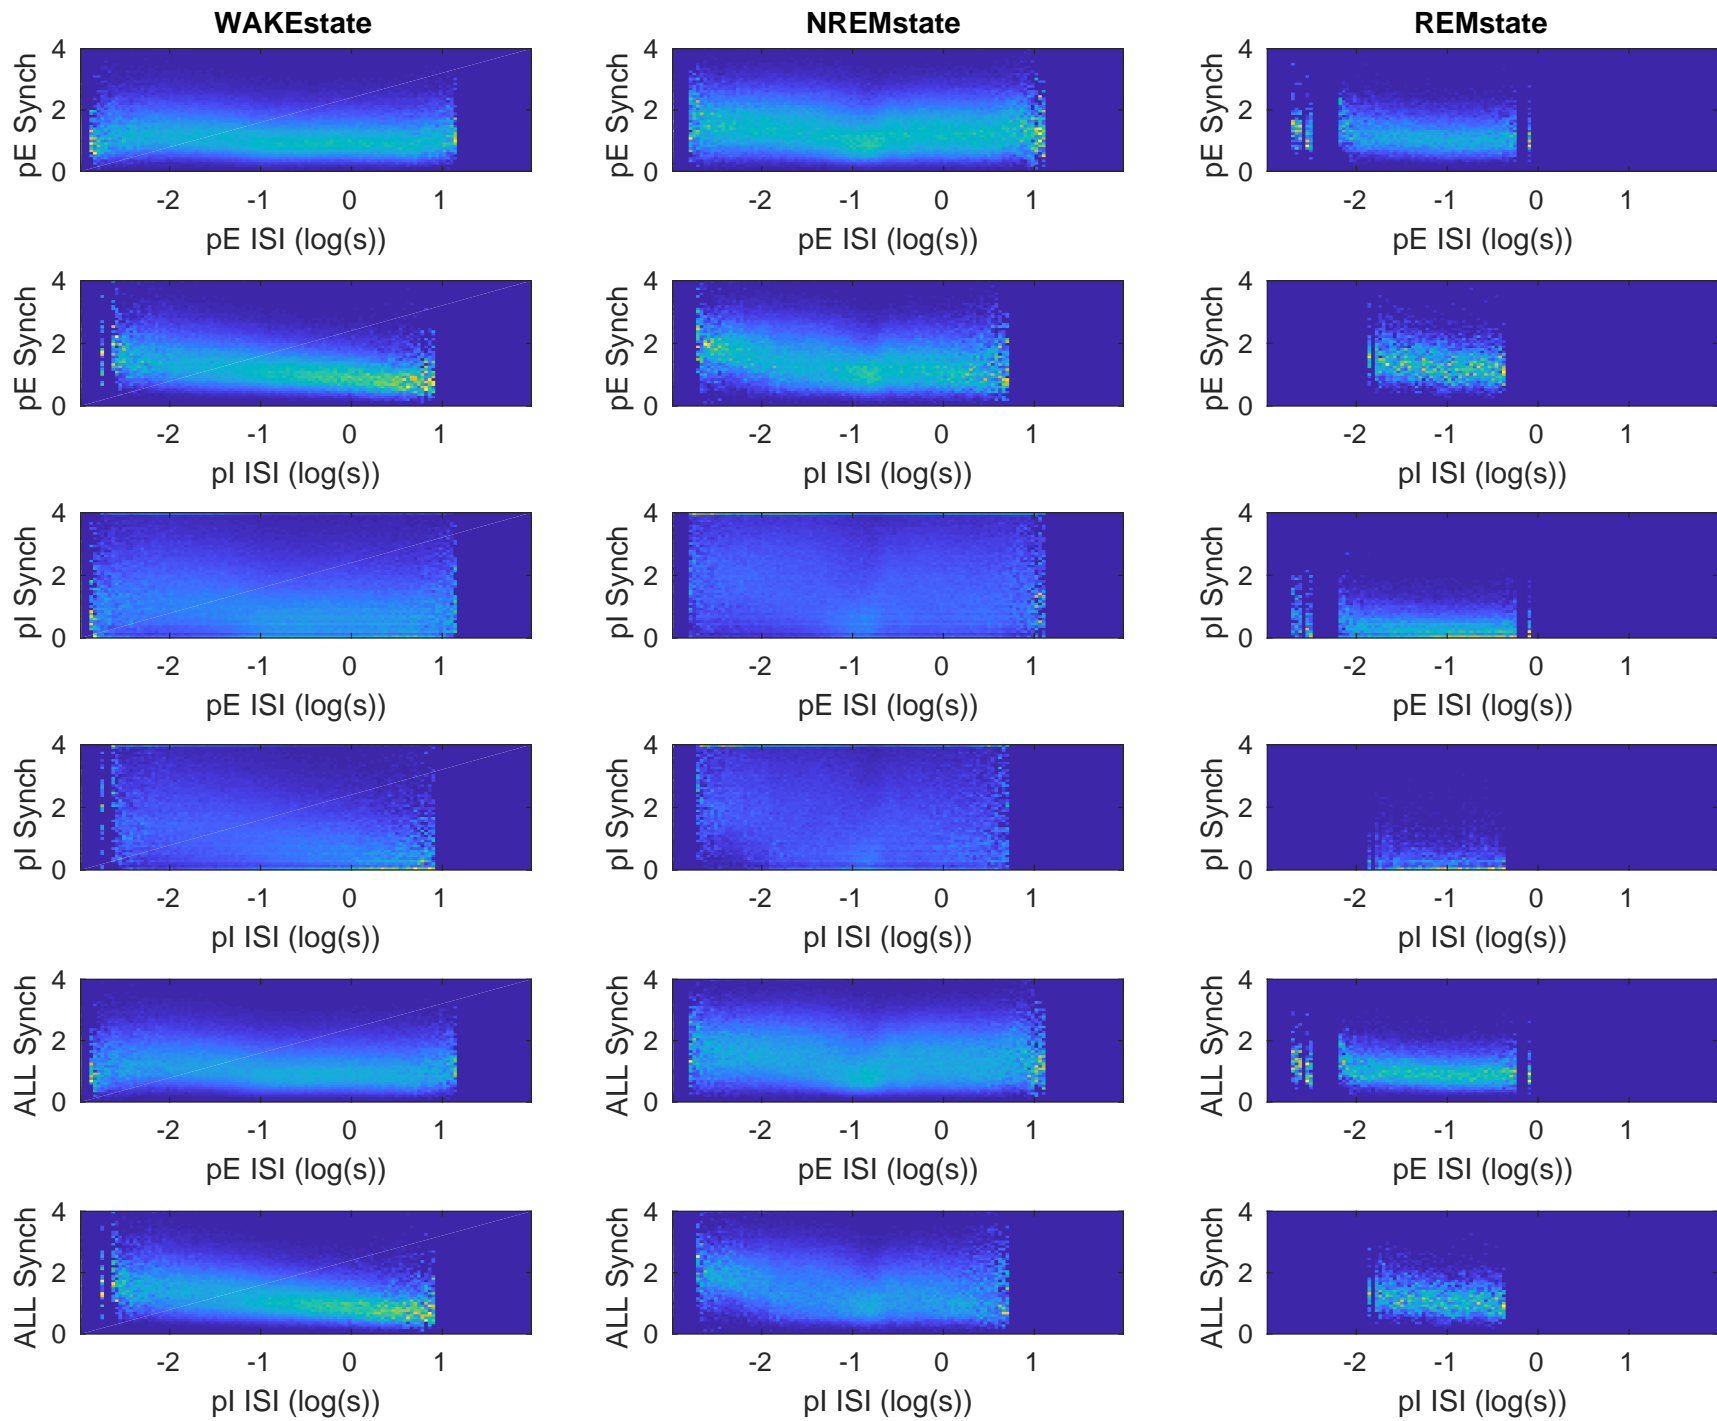 WAKEstate NREMstate REMstate
4 4 4
pE Synch pE Synch pE Synch
2 2 2
0 0 0
-2 -1 0 1 -2 -1 0 1 -2 -1 0 1
pE ISI (log(s)) pE ISI (log(s)) pE ISI (log(s))
4 4 4
pE Synch pE Synch pE Synch
2 2 2
0 0 0
-2 -1 0 1 -2 -1 0 1 -2 -1 0 1
pI ISI (log(s)) pI ISI (log(s)) pI ISI (log(s))
4 4 4
pI Synch pI Synch pI Synch
2 2 2
0 0 0
-2 -1 0 1 -2 -1 0 1 -2 -1 0 1
pE ISI (log(s)) pE ISI (log(s)) pE ISI (log(s))
4 4 4
pI Synch pI Synch pI Synch
2 2 2
0 0 0
-2 -1 0 1 -2 -1 0 1 -2 -1 0 1
pI ISI (log(s)) pI ISI (log(s)) pI ISI (log(s))
4 4 4
ALL Synch ALL Synch ALL Synch
2 2 2
0 0 0
-2 -1 0 1 -2 -1 0 1 -2 -1 0 1
pE ISI (log(s)) pE ISI (log(s)) pE ISI (log(s))
4 4 4
ALL Synch ALL Synch ALL Synch
2 2 2
0 0 0
-2 -1 0 1 -2 -1 0 1 -2 -1 0 1
pI ISI (log(s)) pI ISI (log(s)) pI ISI (log(s))